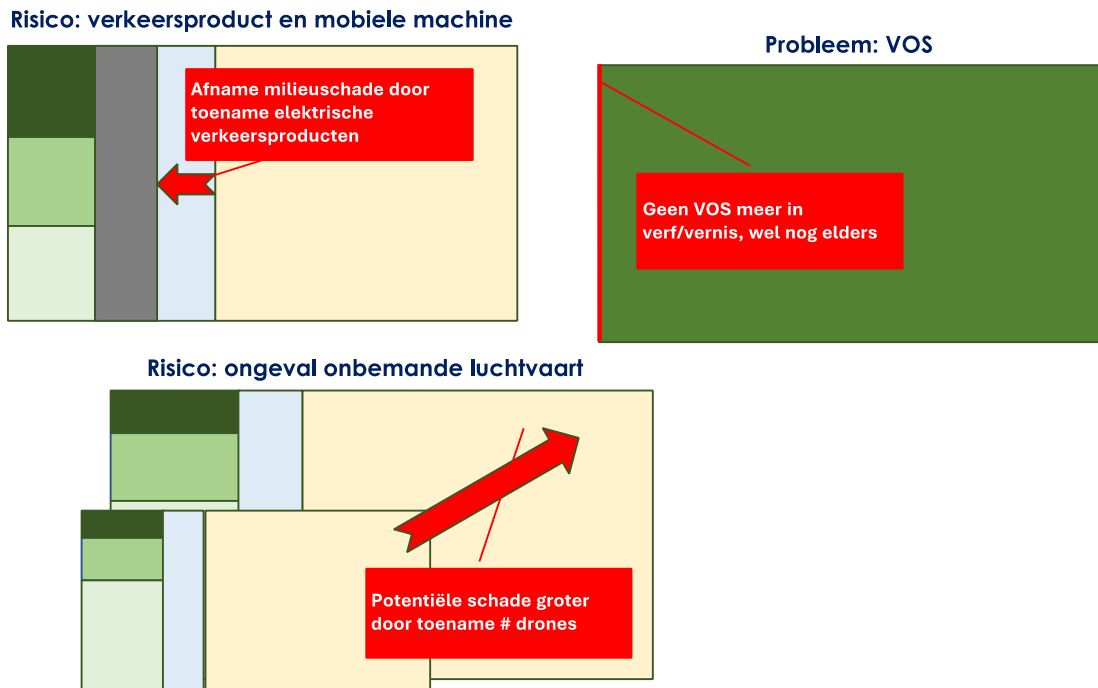 Risico: verkeersproduct en mobiele machine
Afname milieuschade door
toename elektrische
verkeersproducten
Probleem: VOS
Geen VOS meer in
verf/vernis, wel nog elders
Risico: ongeval onbemande luchtvaart
Potentiële schade groter
door toename # drones